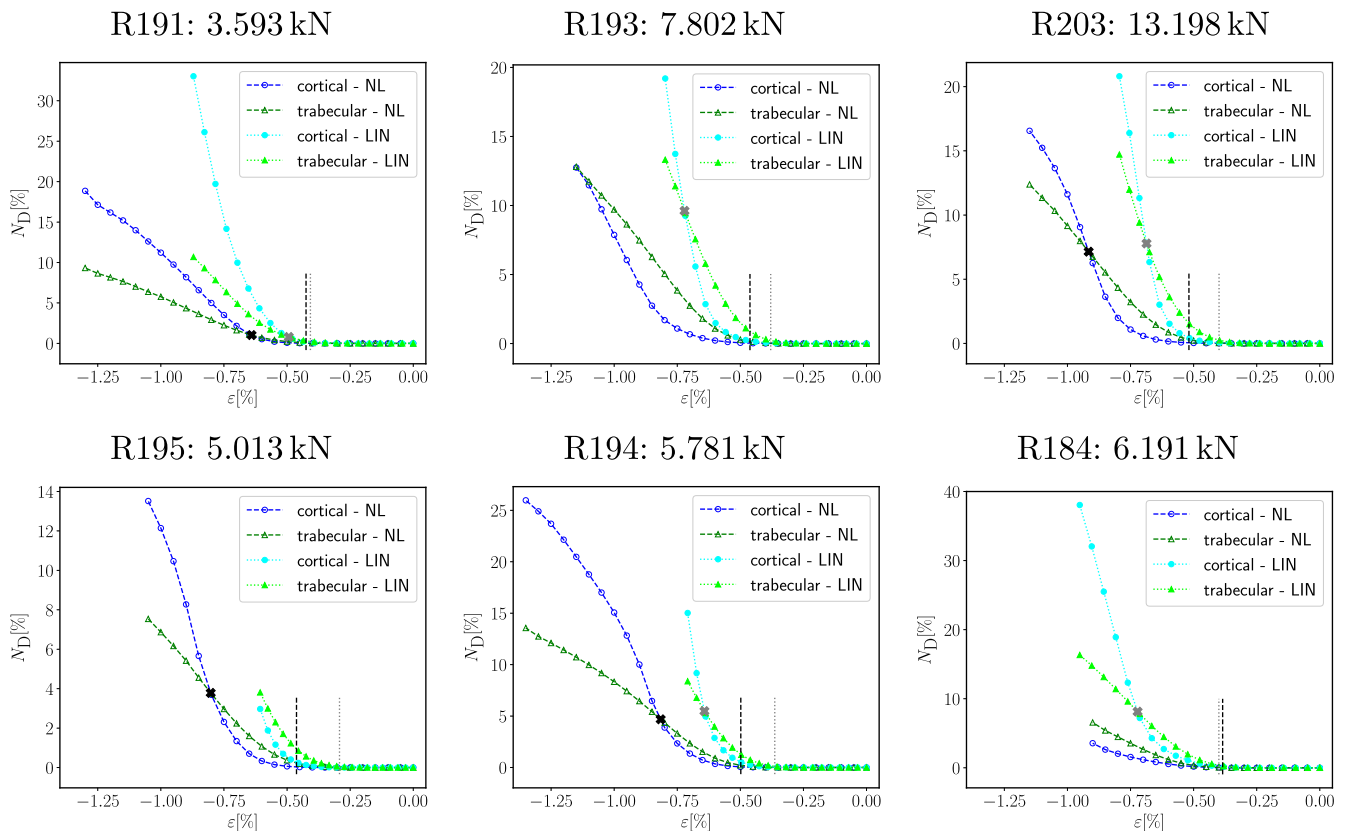 R191: 3.593 kN
35
30
25
20
15
10
5
0
N_D[%]
cortical - NL
trabecular - NL
cortical - LIN
trabecular - LIN
−1.25 −1.00 −0.75 −0.50 −0.25 0.00
ε[%]
R193: 7.802 kN
20
15
10
5
0
N_D[%]
cortical - NL
trabecular - NL
cortical - LIN
trabecular - LIN
−1.25 −1.00 −0.75 −0.50 −0.25 0.00
ε[%]
R203: 13.198 kN
20
15
10
5
0
N_D[%]
cortical - NL
trabecular - NL
cortical - LIN
trabecular - LIN
−1.25 −1.00 −0.75 −0.50 −0.25 0.00
ε[%]
R195: 5.013 kN
14
12
10
8
6
4
2
0
N_D[%]
cortical - NL
trabecular - NL
cortical - LIN
trabecular - LIN
−1.25 −1.00 −0.75 −0.50 −0.25 0.00
ε[%]
R194: 5.781 kN
25
20
15
10
5
0
N_D[%]
cortical - NL
trabecular - NL
cortical - LIN
trabecular - LIN
−1.25 −1.00 −0.75 −0.50 −0.25 0.00
ε[%]
R184: 6.191 kN
40
30
20
10
0
N_D[%]
cortical - NL
trabecular - NL
cortical - LIN
trabecular - LIN
−1.25 −1.00 −0.75 −0.50 −0.25 0.00
ε[%]